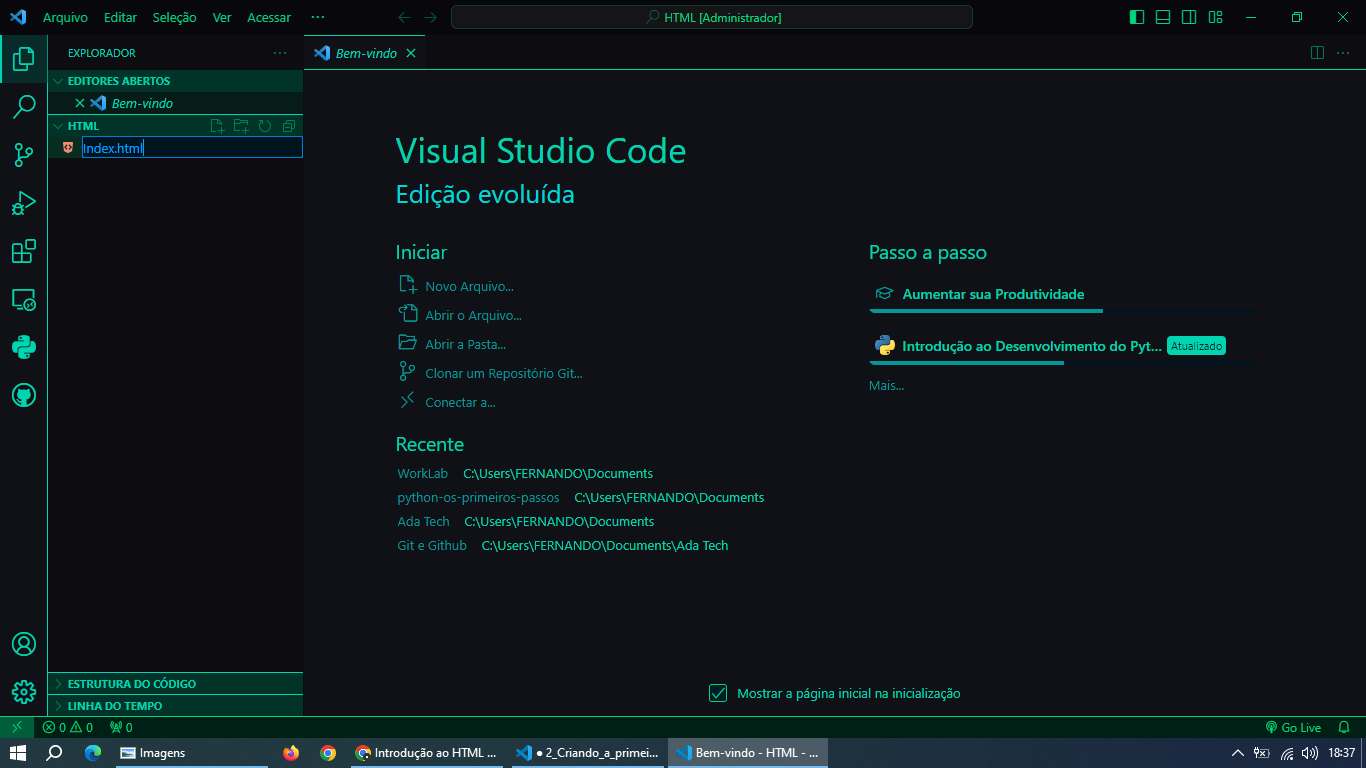 Arquivo Editar Seleção Ver Acessar ···
HTML [Administrador]
EXPLORADOR
Bem-vindo
EDITORES ABERTOS
Bem-vindo
HTML
Index.html
Visual Studio Code
Edição evoluída
Iniciar
Novo Arquivo...
Abrir o Arquivo...
Abrir a Pasta...
Clonar um Repositório Git...
Conectar a...
Recente
WorkLab C:\Users\FERNANDO\Documents
python-os-primeiros-passos C:\Users\FERNANDO\Documents
Ada Tech C:\Users\FERNANDO\Documents
Git e Github C:\Users\FERNANDO\Documents\Ada Tech
Passo a passo
Aumentar sua Produtividade
Introdução ao Desenvolvimento do Pyt... Atualizado
Mais...
Mostrar a página inicial na inicialização
ESTRUTURA DO CÓDIGO
LINHA DO TEMPO
0 0 0
Go Live
Imagens
Introdução ao HTML ...
● 2_Criando_a_primei...
Bem-vindo - HTML - ...
18:37